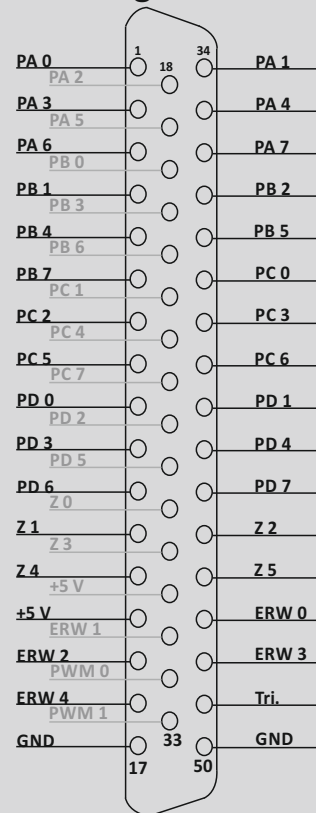 1 18 34
PA 0 PA 1
PA 2
PA 3 PA 4
PA 5
PA 6 PA 7
PB 0
PB 1 PB 2
PB 3
PB 4 PB 5
PB 6
PB 7 PC 0
PC 1
PC 2 PC 3
PC 4
PC 5 PC 6
PC 7
PD 0 PD 1
PD 2
PD 3 PD 4
PD 5
PD 6 PD 7
Z 0
Z 1 Z 2
Z 3
Z 4 Z 5
+5 V
+5 V ERW 0
ERW 1
ERW 2 ERW 3
PWM 0
ERW 4 Tri.
PWM 1
GND GND
17 33 50